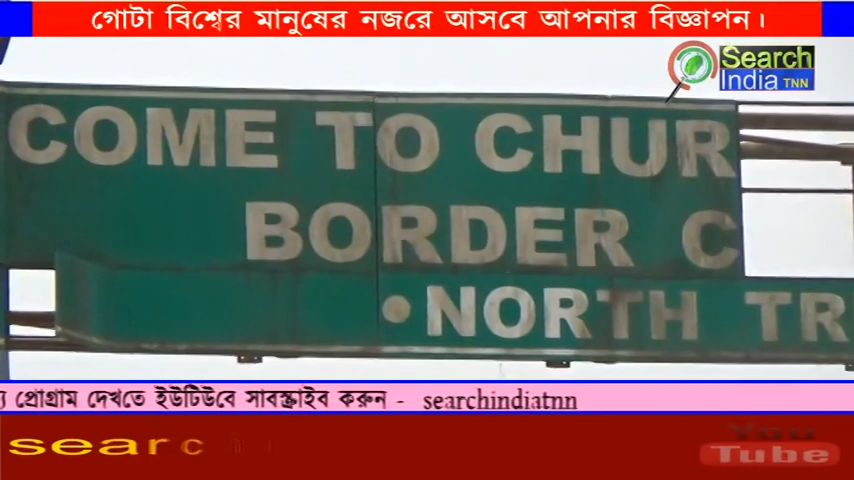 গোটা বিশ্বের মানুষের নজরে আসবে আপনার বিজ্ঞাপন।
Search
India TNN
COME TO CHUR
BORDER C
• NORTH TR
প্রোগ্রাম দেখতে ইউটিউবে সাবস্ক্রাইব করুন - searchindiatnn
searc
You
Tube